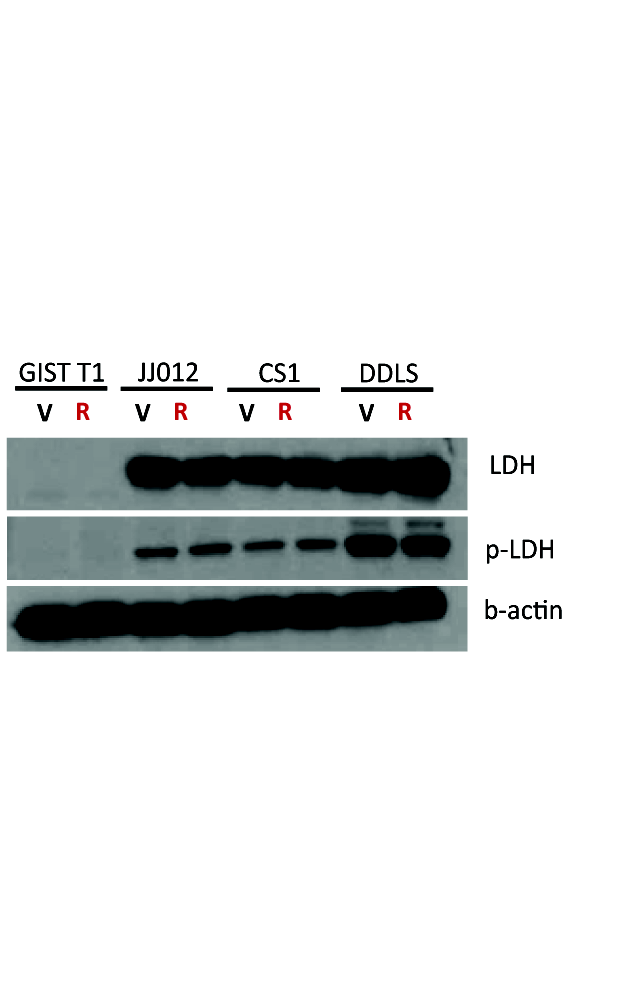 GIST T1 JJ012 CS1 DDLS
V R V R V R V R
LDH
p-LDH
b-actin